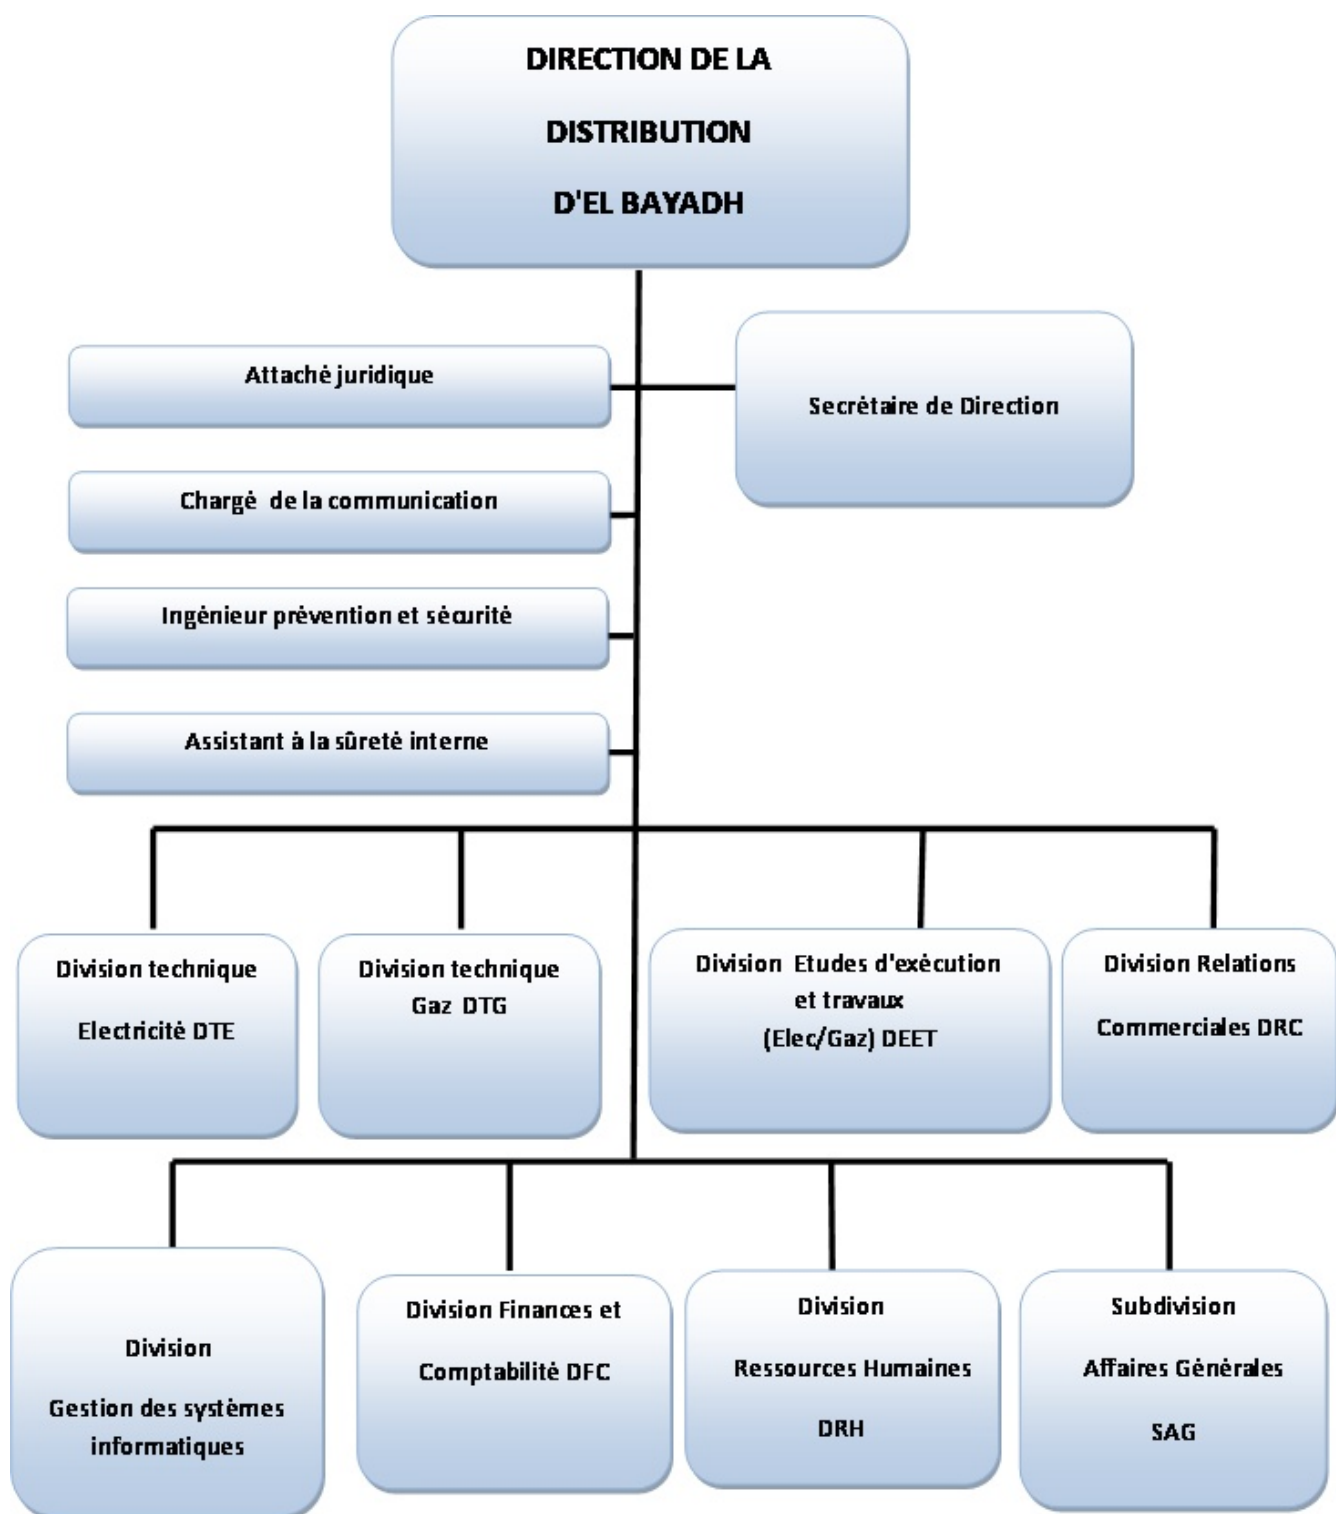 DIRECTION DE LA
DISTRIBUTION
D'EL BAYADH
Attaché juridique
Secrétaire de Direction
Chargé de la communication
Ingénieur prévention et sécurité
Assistant à la sûreté interne
Division technique
Electricité DTE
Division technique
Gaz DTG
Division Etudes d'exécution
et travaux
(Elec/Gaz) DEET
Division Relations
Commerciales DRC
Division
Gestion des systèmes
informatiques
Division Finances et
Comptabilité DFC
Division
Ressources Humaines
DRH
Subdivision
Affaires Générales
SAG